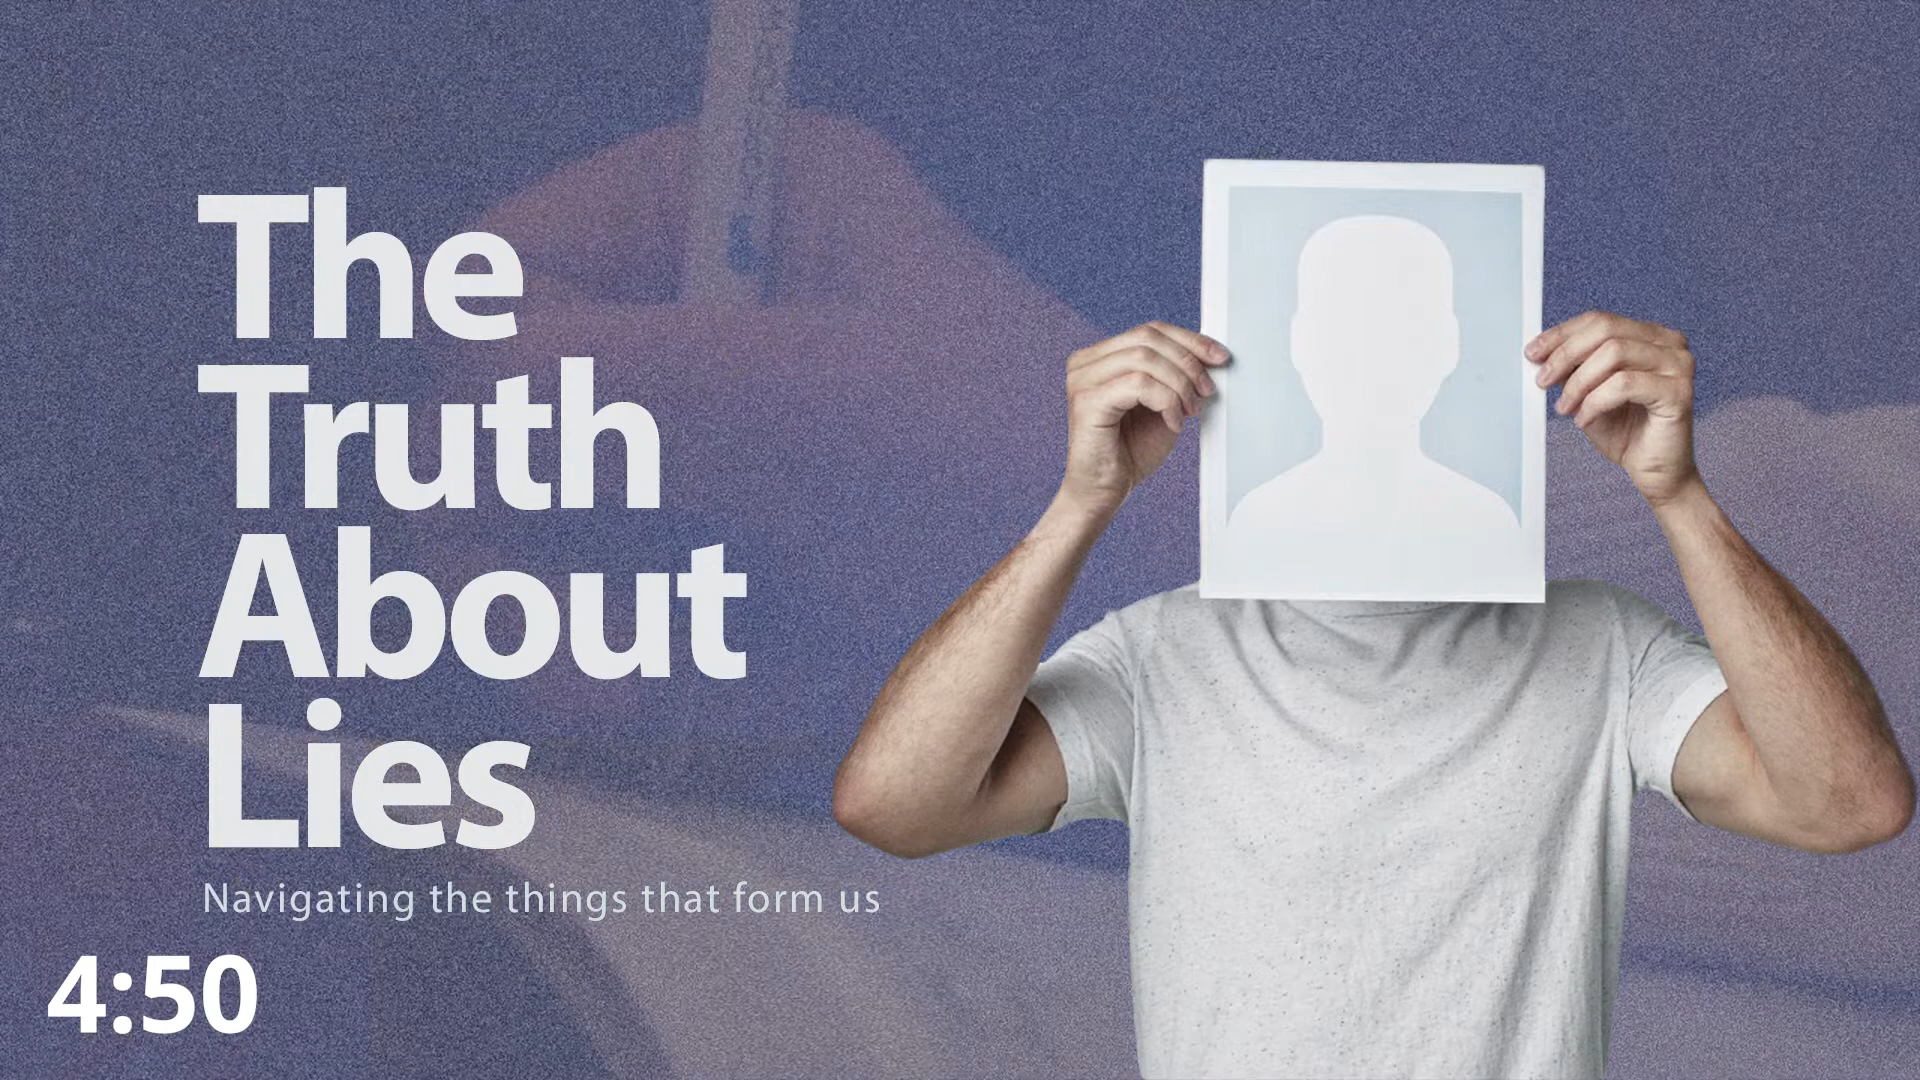 The
Truth
About
Lies
Navigating the things that form us
4:50